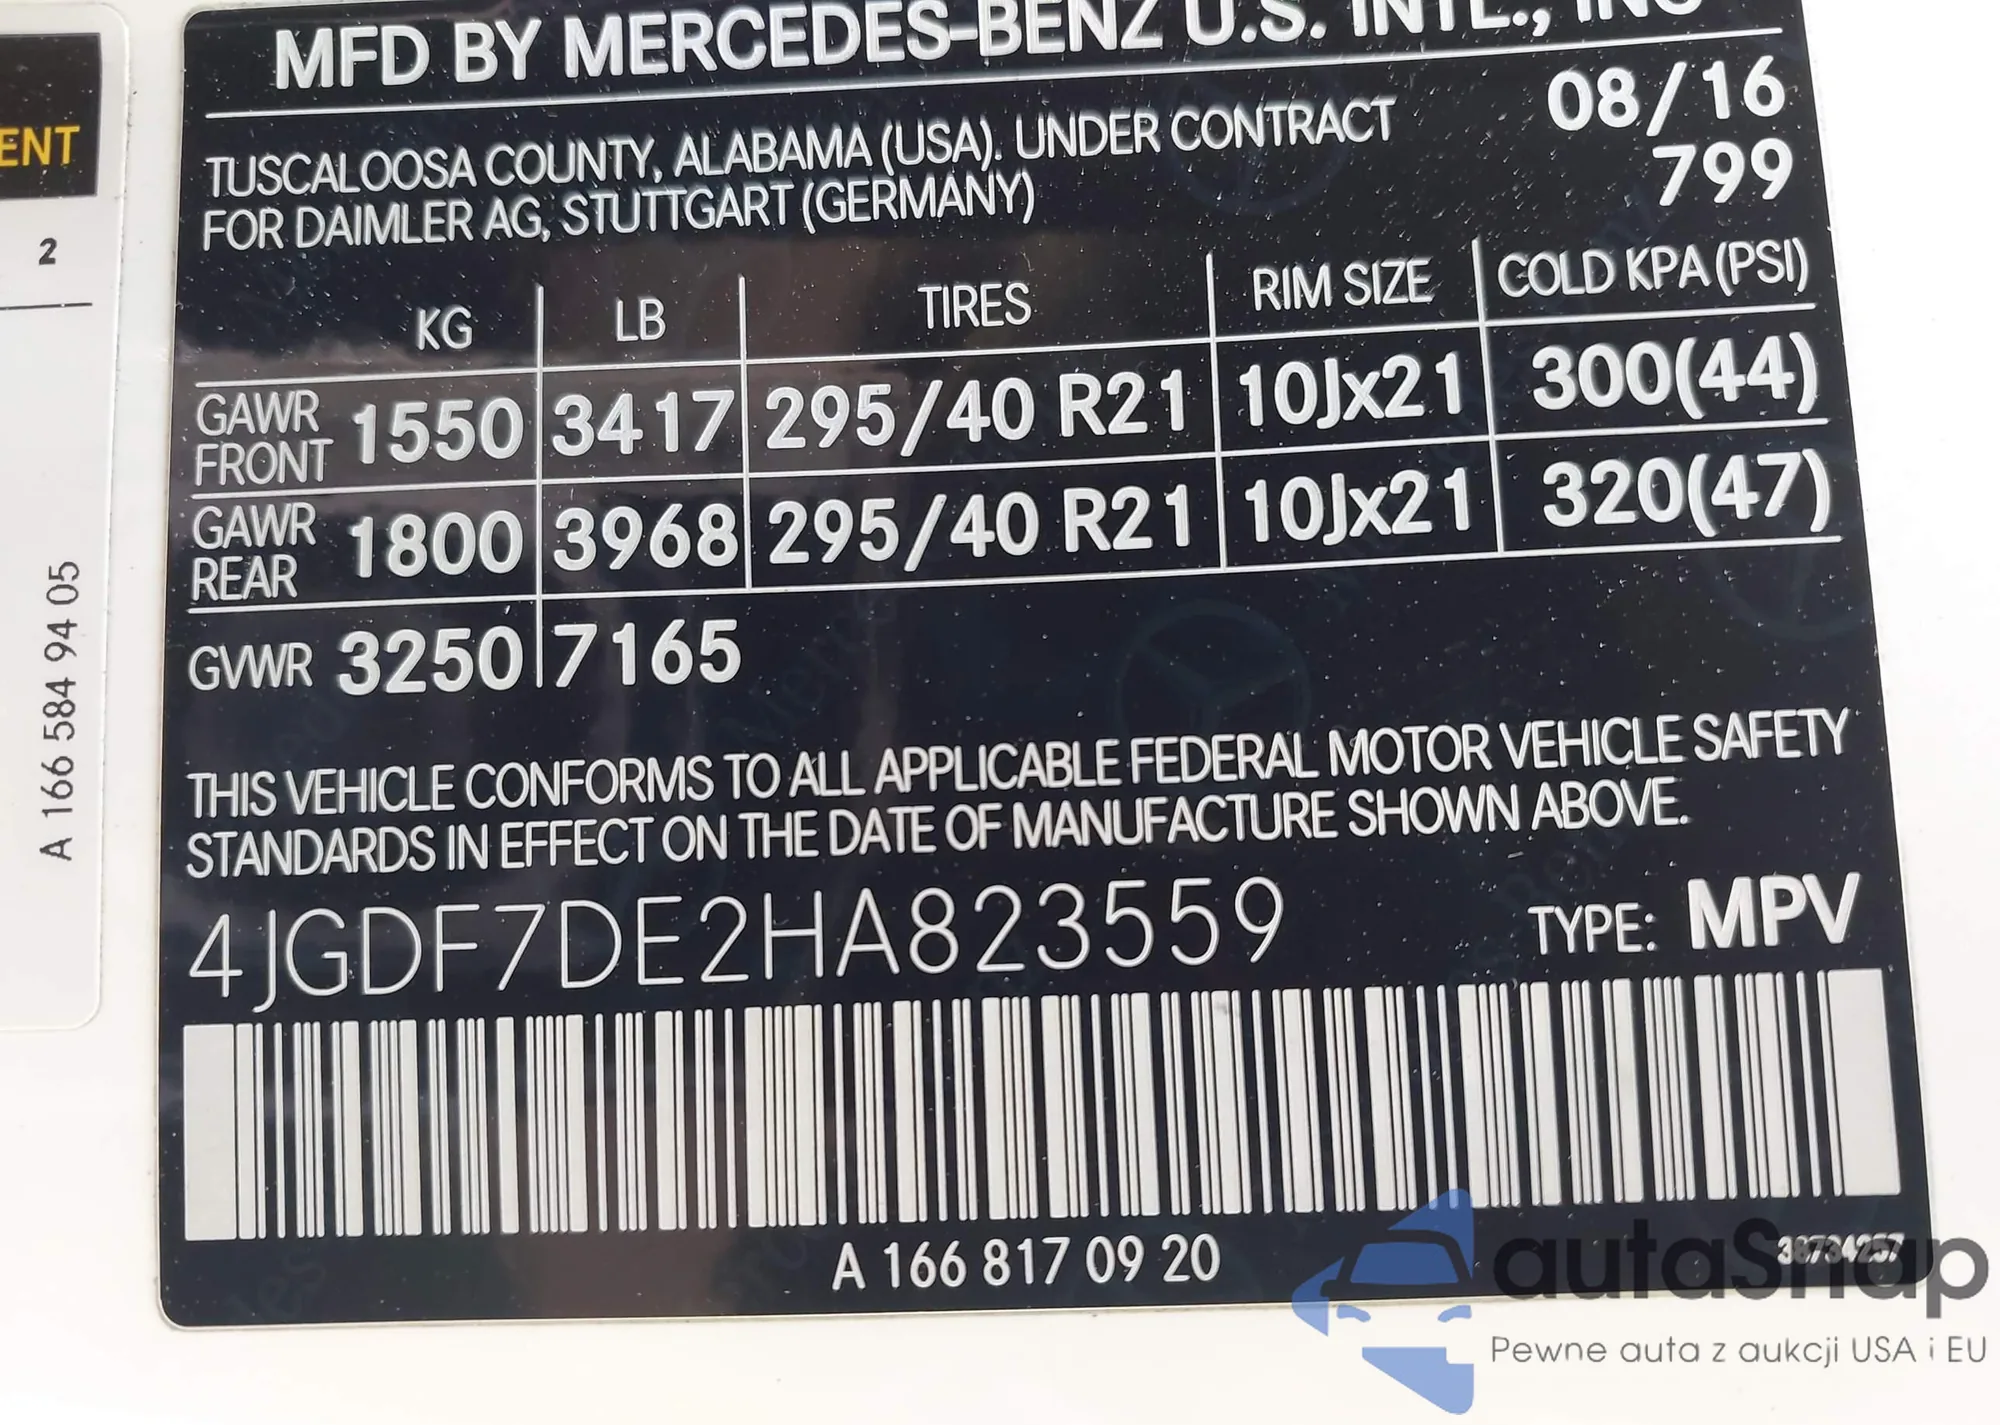 MFD BY MERCEDES-BENZ U.S. INTL., INC
08/16
TUSCALOOSA COUNTY, ALABAMA (USA). UNDER CONTRACT
799
FOR DAIMLER AG, STUTTGART (GERMANY)
KG LB TIRES RIM SIZE COLD KPA (PSI)
GAWR FRONT 1550 3417 295/40 R21 10Jx21 300(44)
GAWR REAR 1800 3968 295/40 R21 10Jx21 320(47)
GVWR 3250 7165
THIS VEHICLE CONFORMS TO ALL APPLICABLE FEDERAL MOTOR VEHICLE SAFETY
STANDARDS IN EFFECT ON THE DATE OF MANUFACTURE SHOWN ABOVE.
4JGDF7DE2HA823559
TYPE: MPV
A 166 817 09 20
38734257
ENT
2
A 166 584 94 05
autoSnap
Pewne auta z aukcji USA i EU